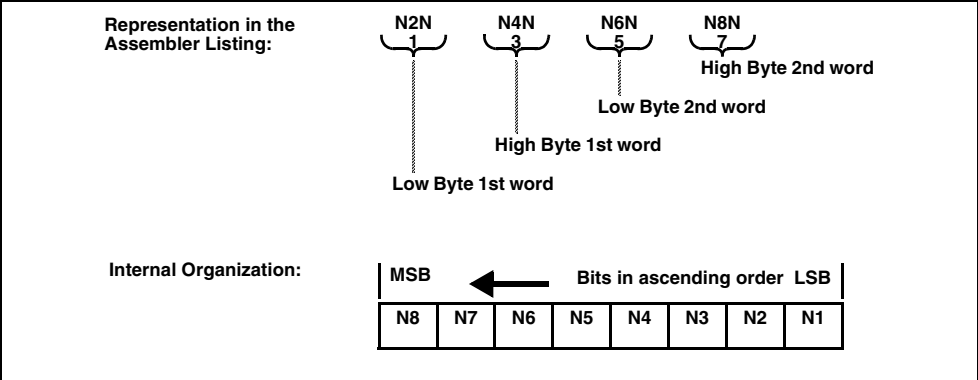 Representation in the
Assembler Listing:
N2N N4N N6N N8N
1 3 5 7
High Byte 2nd word
Low Byte 2nd word
High Byte 1st word
Low Byte 1st word
Internal Organization:
MSB Bits in ascending order LSB
N8 N7 N6 N5 N4 N3 N2 N1